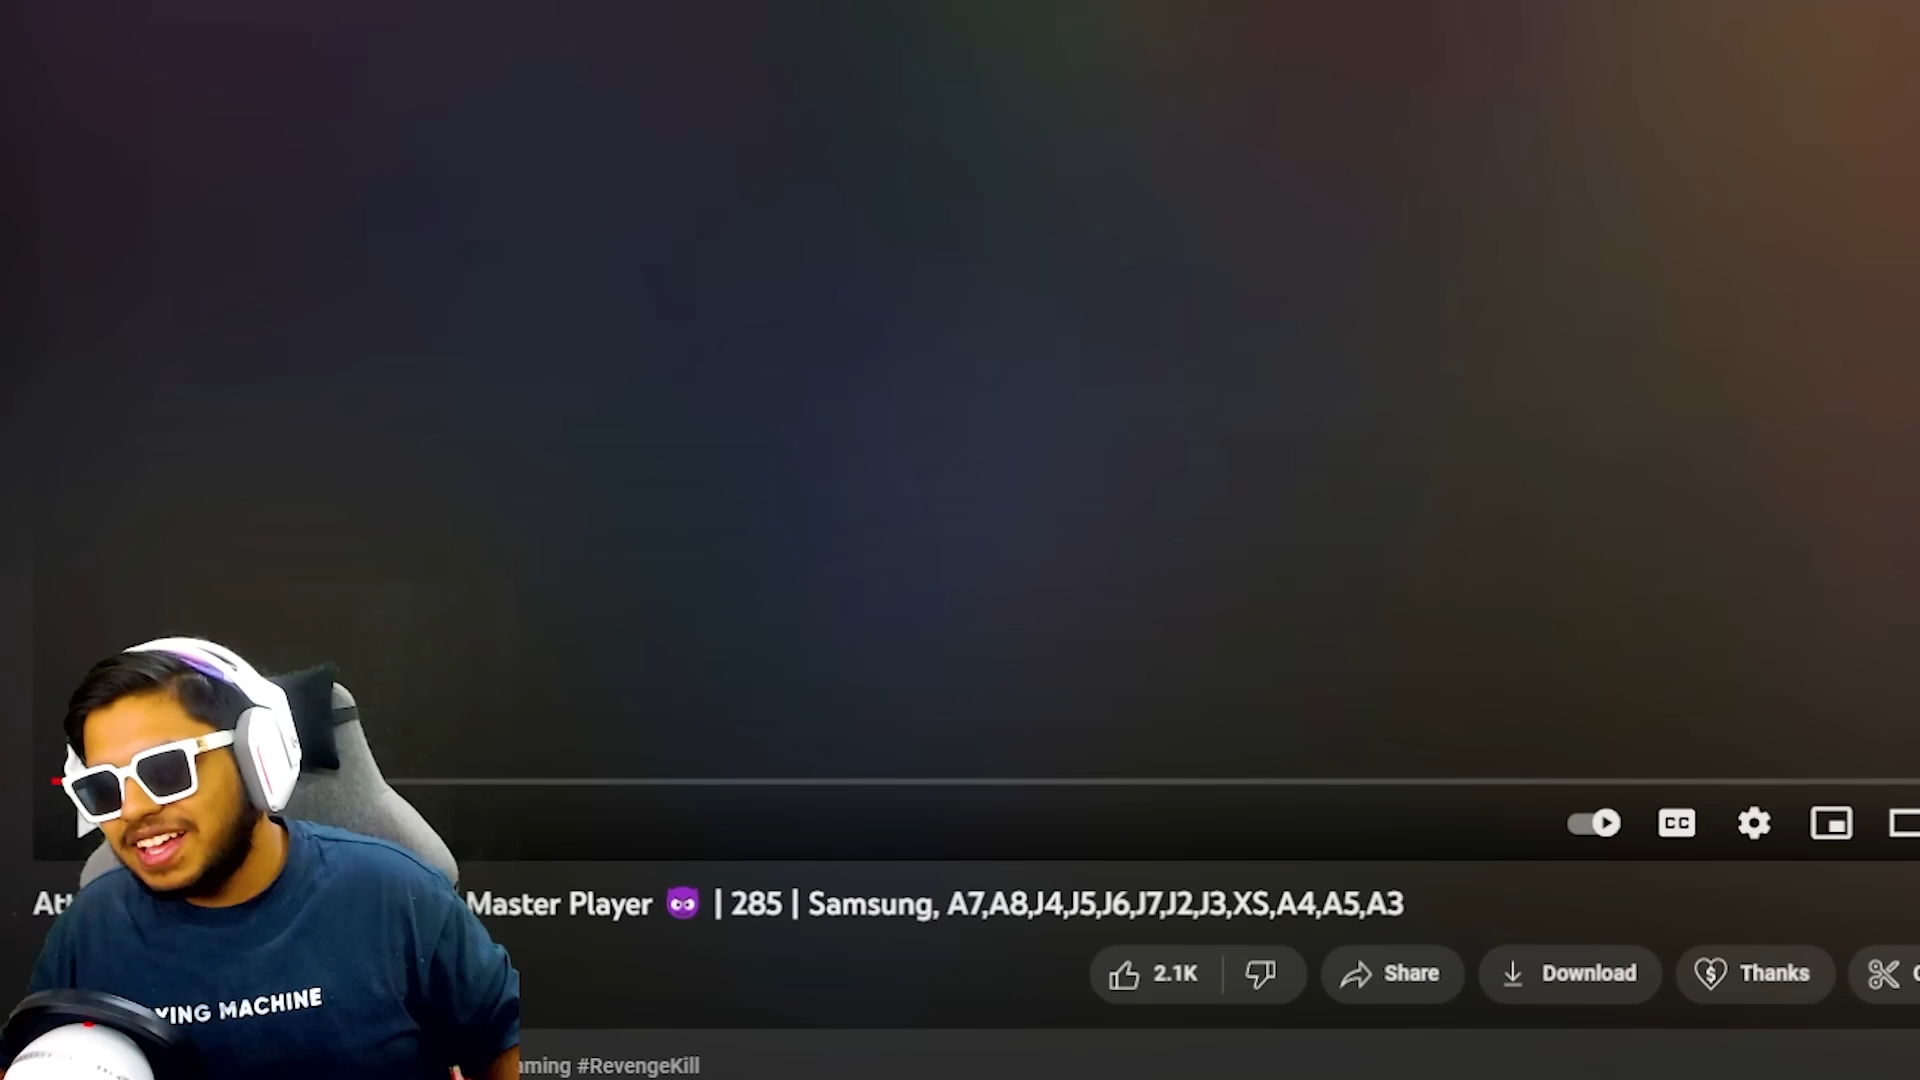 Master Player 😈 | 285 | Samsung, A7,A8,J4,J5,J6,J7,J2,J3,XS,A4,A5,A3
2.1K
Share
Download
Thanks
MACHINE
#RevengeKill
CC